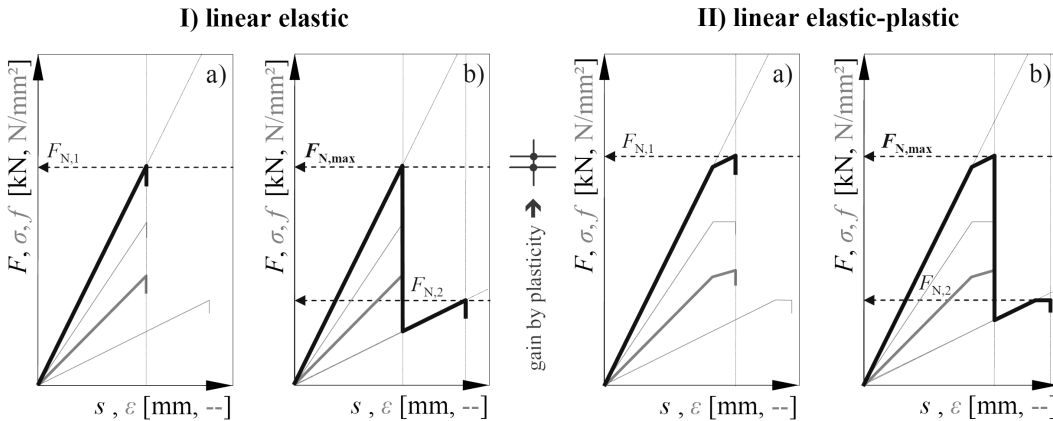 I) linear elastic
II) linear elastic-plastic
F, σ, f [kN, N/mm²]
a)
F_N,1
s , ε [mm, --]
F, σ, f [kN, N/mm²]
b)
F_N,max
F_N,2
s , ε [mm, --]
gain by plasticity ➔
F, σ, f [kN, N/mm²]
a)
F_N,1
s , ε [mm, --]
F, σ, f [kN, N/mm²]
b)
F_N,max
F_N,2
s , ε [mm, --]